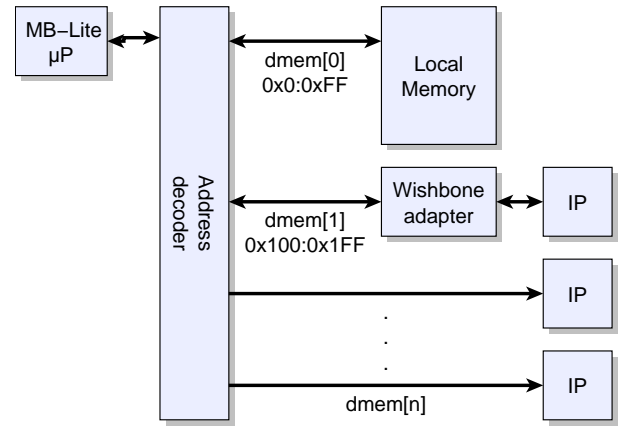 MB–Lite
µP
Address
decoder
dmem[0]
0x0:0xFF
Local
Memory
dmem[1]
0x100:0x1FF
Wishbone
adapter
IP
IP
.
.
.
dmem[n]
IP